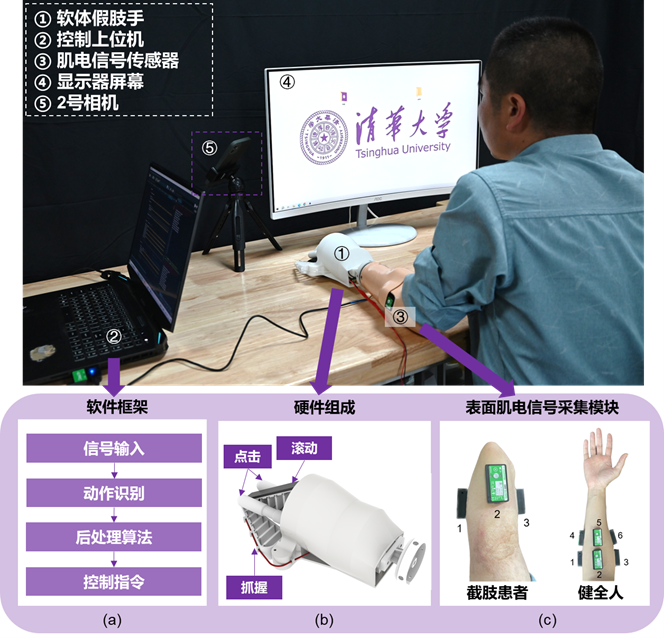 ① 软体假肢手
② 控制上位机
③ 肌电信号传感器
④ 显示器屏幕
⑤ 2号相机
④
清華大学
Tsinghua University
⑤
①
②
③
软件框架
信号输入
动作识别
后处理算法
控制指令
(a)
硬件组成
点击
滚动
抓握
(b)
表面肌电信号采集模块
1
2
3
截肢患者
4
5
6
1
2
3
健全人
(c)